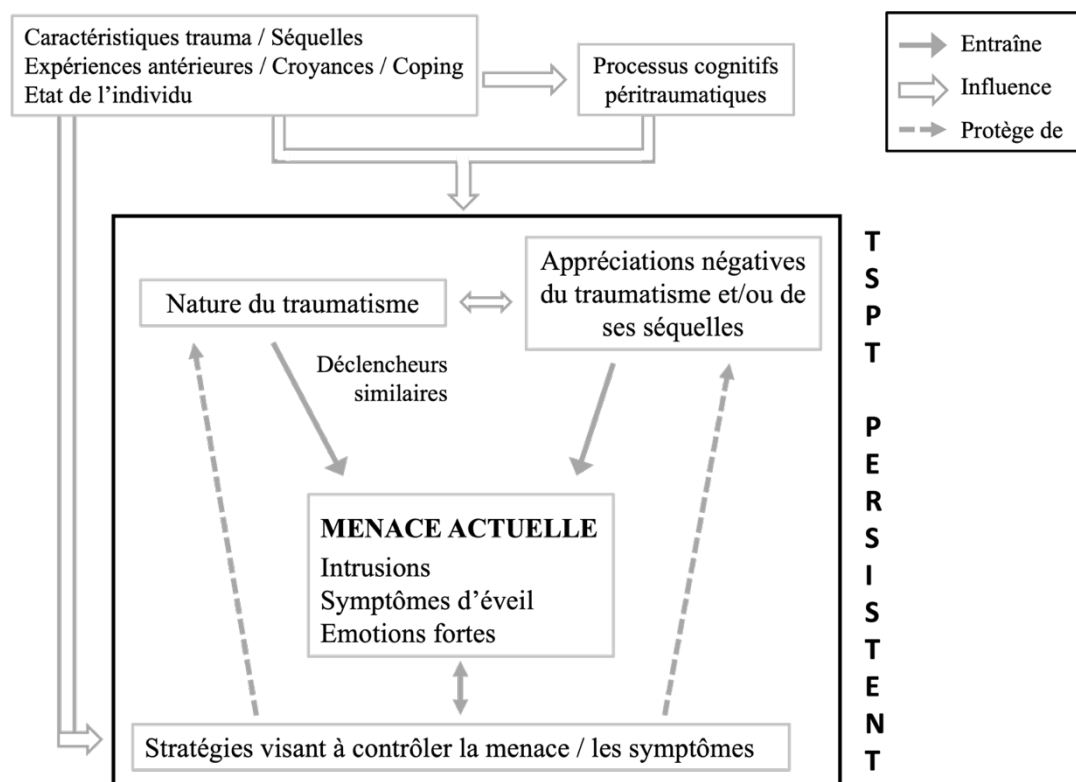 Caractéristiques trauma / Séquelles
Expériences antérieures / Croyances / Coping
Etat de l'individu
Processus cognitifs
péritraumatiques
Entraîne
Influence
Protège de
Nature du traumatisme
Appréciations négatives
du traumatisme et/ou de
ses séquelles
Déclencheurs
similaires
MENACE ACTUELLE
Intrusions
Symptômes d'éveil
Emotions fortes
Stratégies visant à contrôler la menace / les symptômes
TSPT PERSISTENT